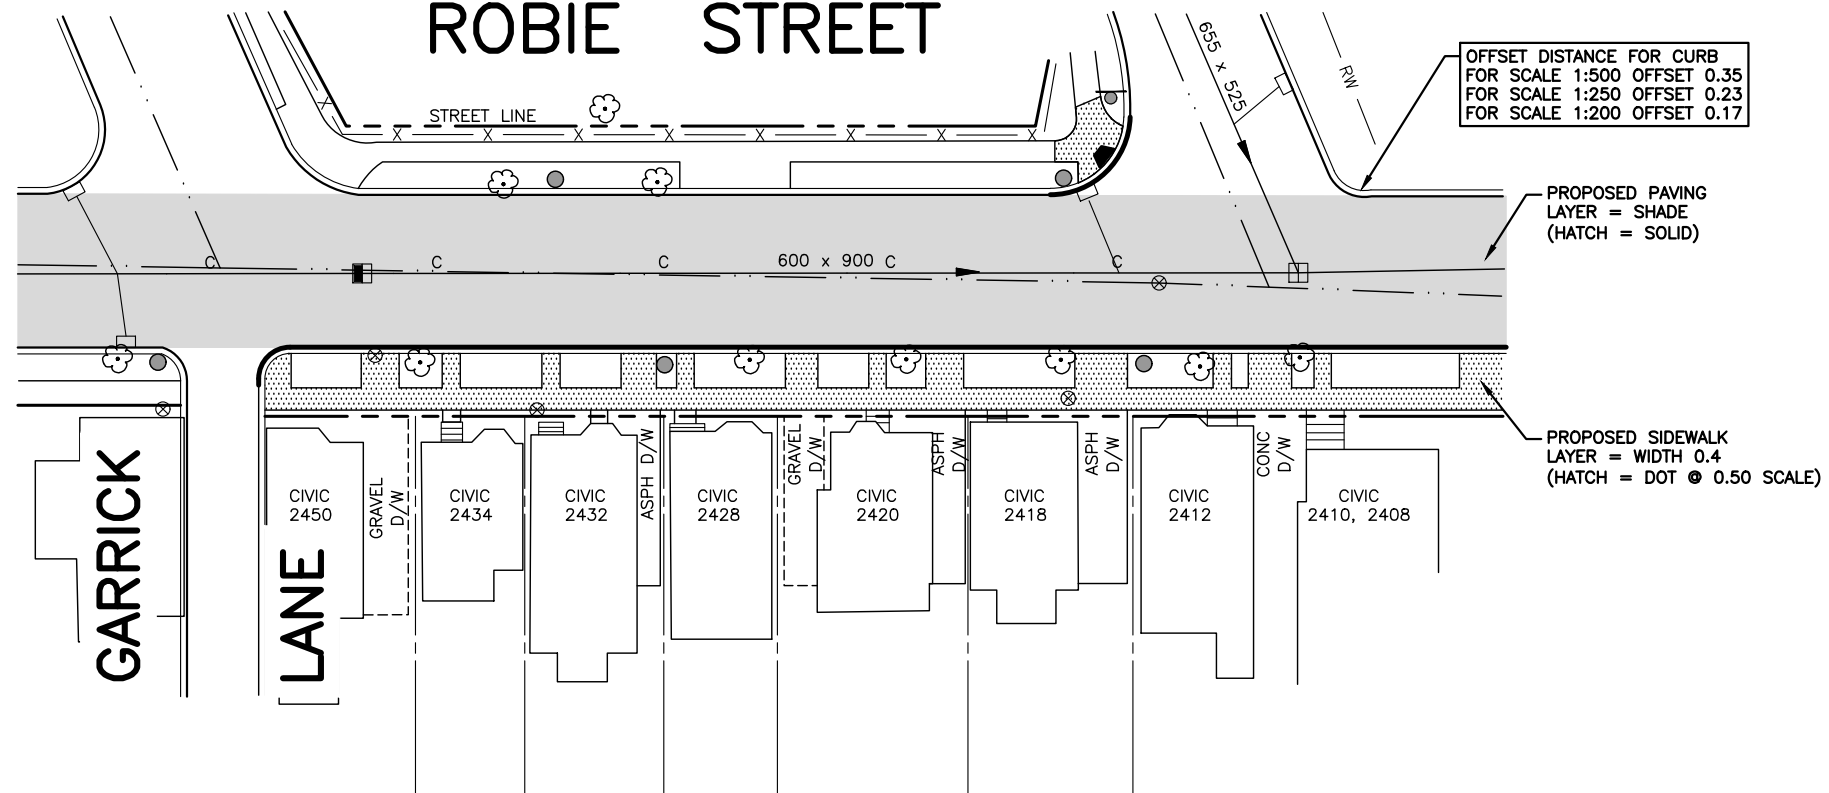 ROBIE STREET
STREET LINE
655 x 525
RW
OFFSET DISTANCE FOR CURB
FOR SCALE 1:500 OFFSET 0.35
FOR SCALE 1:250 OFFSET 0.23
FOR SCALE 1:200 OFFSET 0.17
PROPOSED PAVING
LAYER = SHADE
(HATCH = SOLID)
C
C
C
600 x 900 C
C
PROPOSED SIDEWALK
LAYER = WIDTH 0.4
(HATCH = DOT @ 0.50 SCALE)
GARRICK
LANE
CIVIC
2450
GRAVEL
D/W
CIVIC
2434
CIVIC
2432
ASPH D/W
CIVIC
2428
GRAVEL
D/W
CIVIC
2420
ASPH
D/W
CIVIC
2418
ASPH
D/W
CIVIC
2412
CONC
D/W
CIVIC
2410, 2408